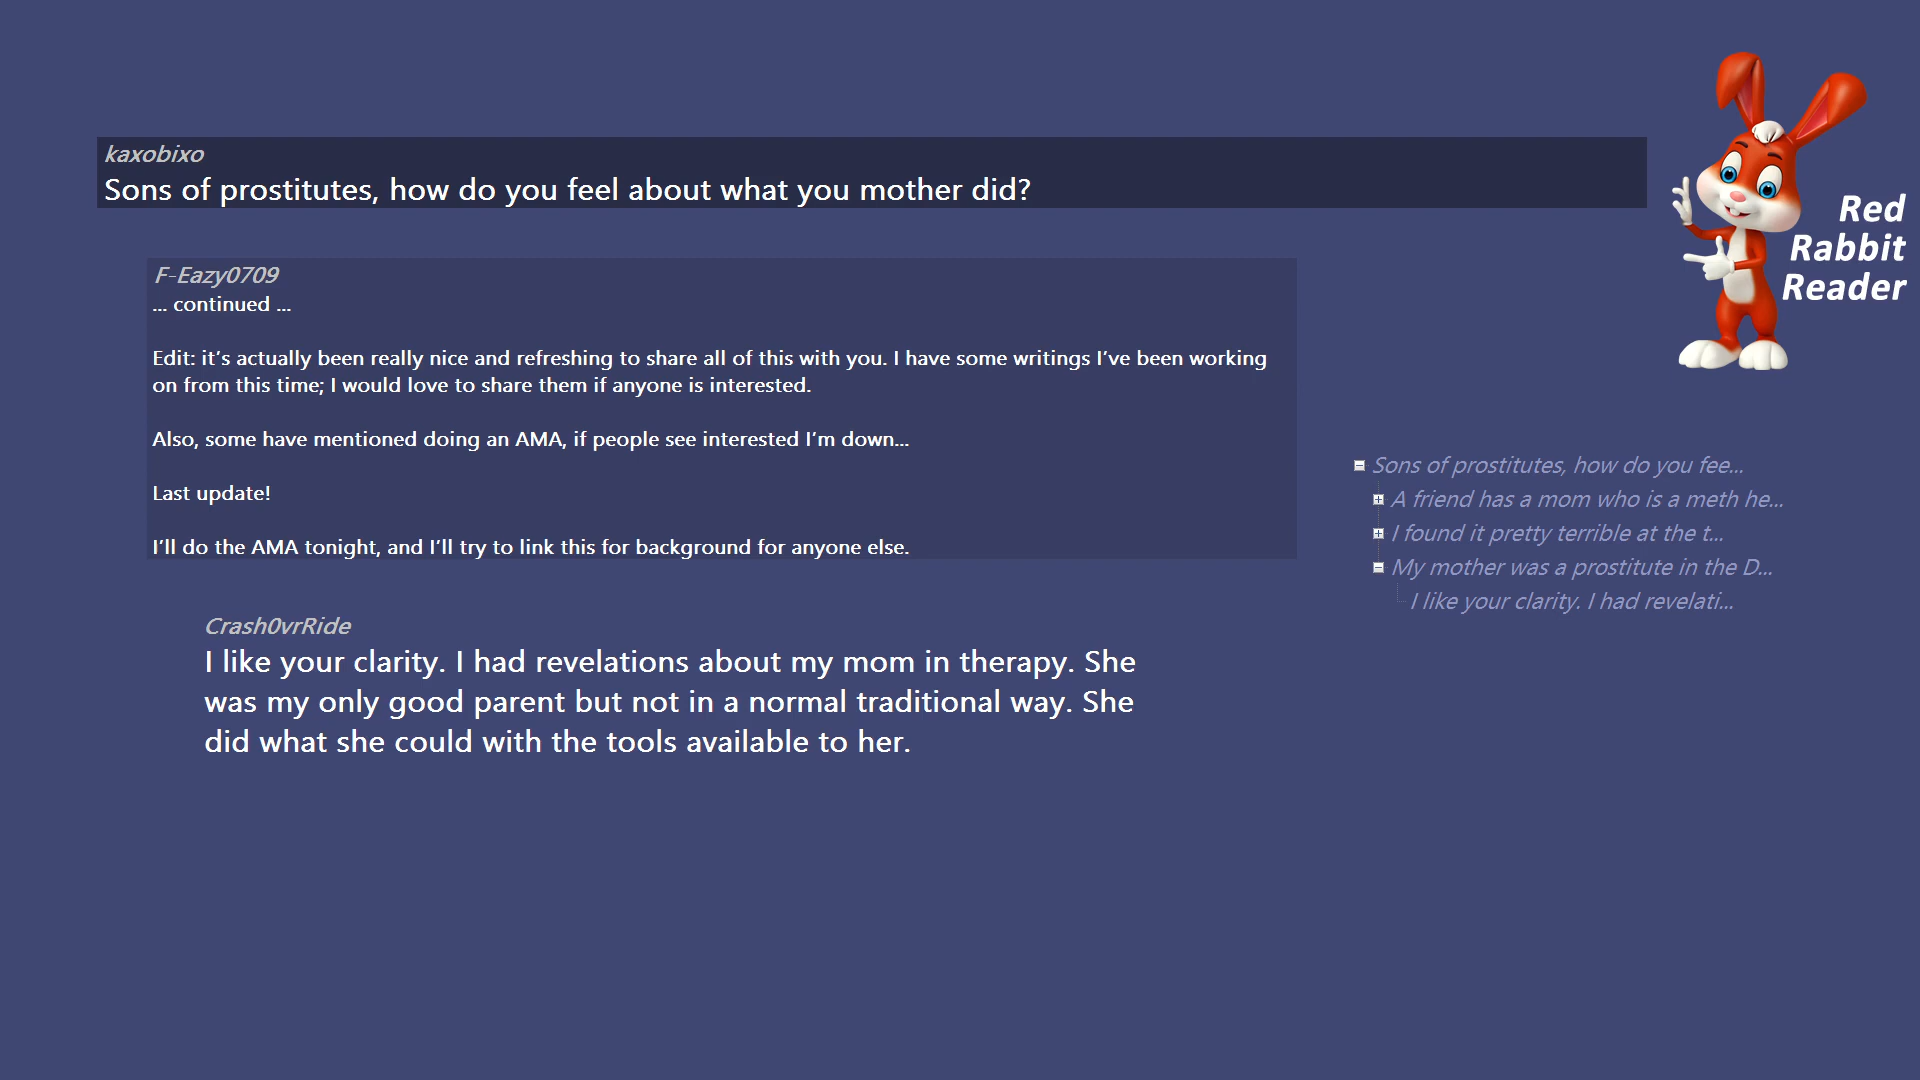 kaxobixo
Sons of prostitutes, how do you feel about what you mother did?
F-Eazy0709
... continued ...
Edit: it’s actually been really nice and refreshing to share all of this with you. I have some writings I’ve been working
on from this time; I would love to share them if anyone is interested.
Also, some have mentioned doing an AMA, if people see interested I’m down...
Last update!
I’ll do the AMA tonight, and I’ll try to link this for background for anyone else.
Crash0vrRide
I like your clarity. I had revelations about my mom in therapy. She
was my only good parent but not in a normal traditional way. She
did what she could with the tools available to her.
Red
Rabbit
Reader
Sons of prostitutes, how do you fee...
A friend has a mom who is a meth he...
I found it pretty terrible at the t...
My mother was a prostitute in the D...
I like your clarity. I had revelati...